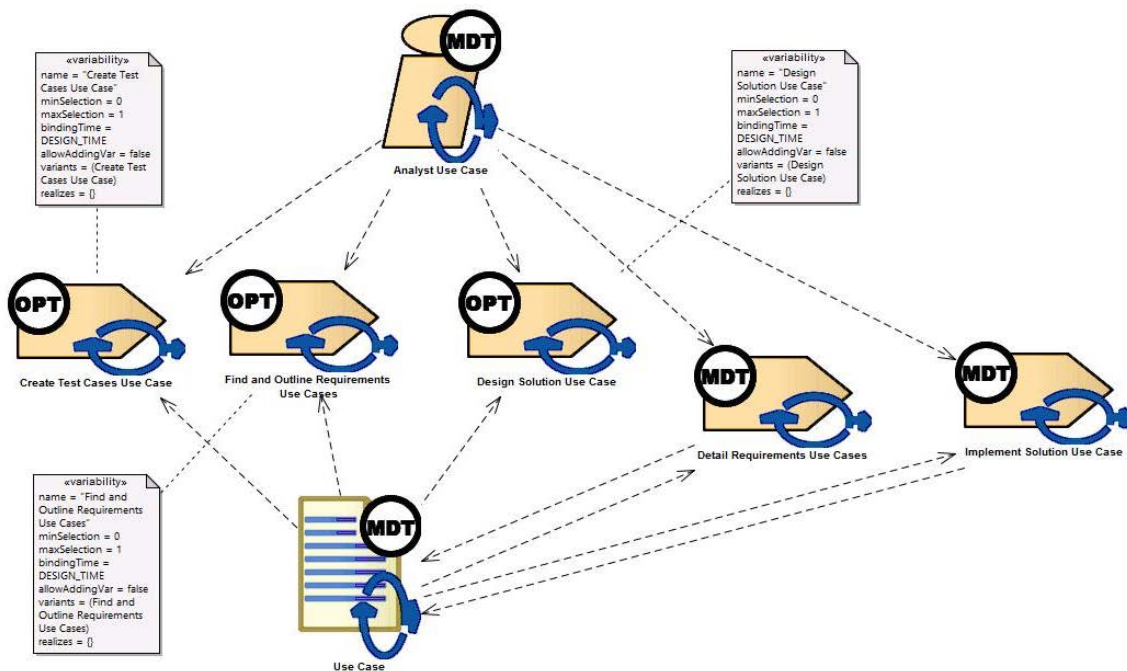 MDT
Analyst Use Case
«variability»
name = "Create Test
Cases Use Case"
minSelection = 0
maxSelection = 1
bindingTime =
DESIGN_TIME
allowAddingVar = false
variants = (Create Test
Cases Use Case)
realizes = {}
«variability»
name = "Design
Solution Use Case"
minSelection = 0
maxSelection = 1
bindingTime =
DESIGN_TIME
allowAddingVar = false
variants = (Design
Solution Use Case)
realizes = {}
OPT
Create Test Cases Use Case
OPT
Find and Outline Requirements
Use Cases
OPT
Design Solution Use Case
MDT
Detail Requirements Use Cases
MDT
Implement Solution Use Case
«variability»
name = "Find and
Outline Requirements
Use Cases"
minSelection = 0
maxSelection = 1
bindingTime =
DESIGN_TIME
allowAddingVar = false
variants = (Find and
Outline Requirements
Use Cases)
realizes = {}
MDT
Use Case